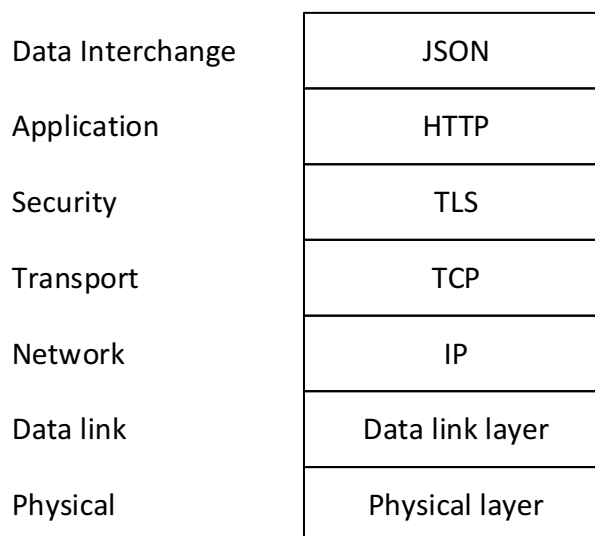 Data Interchange JSON
Application HTTP
Security TLS
Transport TCP
Network IP
Data link Data link layer
Physical Physical layer